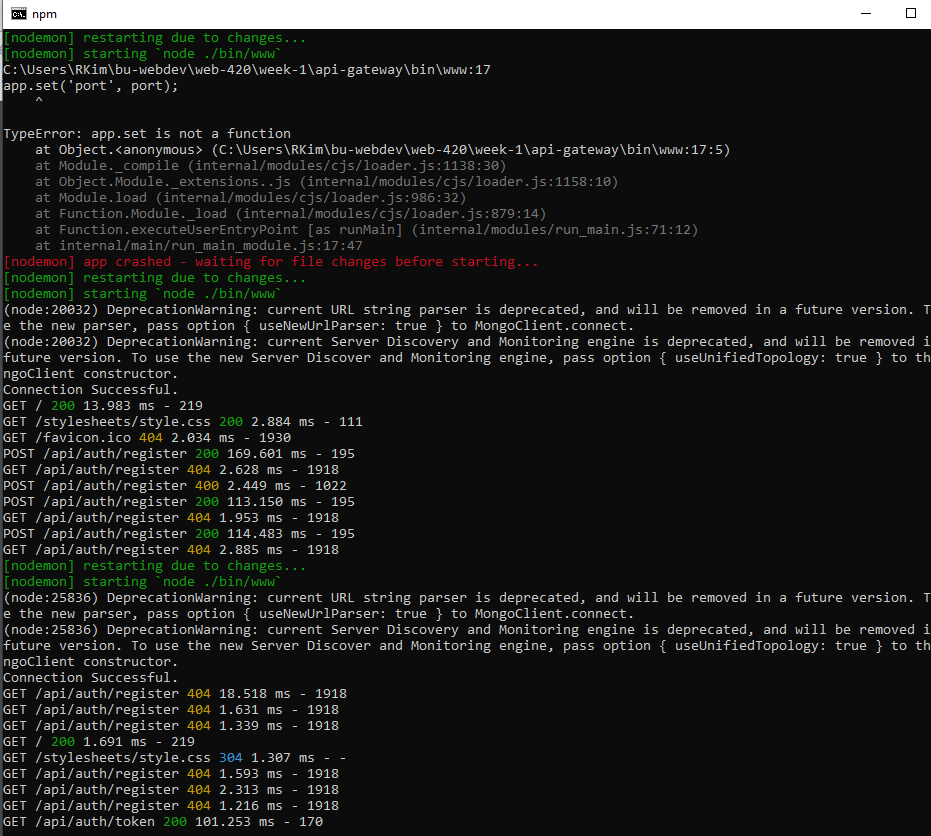 npm
[nodemon] restarting due to changes...
[nodemon] starting `node ./bin/www`
C:\Users\RKim\bu-webdev\web-420\week-1\api-gateway\bin\www:17
app.set('port', port);
    ^
TypeError: app.set is not a function
    at Object.<anonymous> (C:\Users\RKim\bu-webdev\web-420\week-1\api-gateway\bin\www:17:5)
    at Module._compile (internal/modules/cjs/loader.js:1138:30)
    at Object.Module._extensions..js (internal/modules/cjs/loader.js:1158:10)
    at Module.load (internal/modules/cjs/loader.js:986:32)
    at Function.Module._load (internal/modules/cjs/loader.js:879:14)
    at Function.executeUserEntryPoint [as runMain] (internal/modules/run_main.js:71:12)
    at internal/main/run_main_module.js:17:47
[nodemon] app crashed - waiting for file changes before starting...
[nodemon] restarting due to changes...
[nodemon] starting `node ./bin/www`
(node:20032) DeprecationWarning: current URL string parser is deprecated, and will be removed in a future version. T
e the new parser, pass option { useNewUrlParser: true } to MongoClient.connect.
(node:20032) DeprecationWarning: current Server Discovery and Monitoring engine is deprecated, and will be removed i
future version. To use the new Server Discover and Monitoring engine, pass option { useUnifiedTopology: true } to th
ngoClient constructor.
Connection Successful.
GET / 200 13.983 ms - 219
GET /stylesheets/style.css 200 2.884 ms - 111
GET /favicon.ico 404 2.034 ms - 1930
POST /api/auth/register 200 169.601 ms - 195
GET /api/auth/register 404 2.628 ms - 1918
POST /api/auth/register 400 2.449 ms - 1022
POST /api/auth/register 200 113.150 ms - 195
GET /api/auth/register 404 1.953 ms - 1918
POST /api/auth/register 200 114.483 ms - 195
GET /api/auth/register 404 2.885 ms - 1918
[nodemon] restarting due to changes...
[nodemon] starting `node ./bin/www`
(node:25836) DeprecationWarning: current URL string parser is deprecated, and will be removed in a future version. T
e the new parser, pass option { useNewUrlParser: true } to MongoClient.connect.
(node:25836) DeprecationWarning: current Server Discovery and Monitoring engine is deprecated, and will be removed i
future version. To use the new Server Discover and Monitoring engine, pass option { useUnifiedTopology: true } to th
ngoClient constructor.
Connection Successful.
GET /api/auth/register 404 18.518 ms - 1918
GET /api/auth/register 404 1.631 ms - 1918
GET /api/auth/register 404 1.339 ms - 1918
GET / 200 1.691 ms - 219
GET /stylesheets/style.css 304 1.307 ms - -
GET /api/auth/register 404 1.593 ms - 1918
GET /api/auth/register 404 2.313 ms - 1918
GET /api/auth/register 404 1.216 ms - 1918
GET /api/auth/token 200 101.253 ms - 170